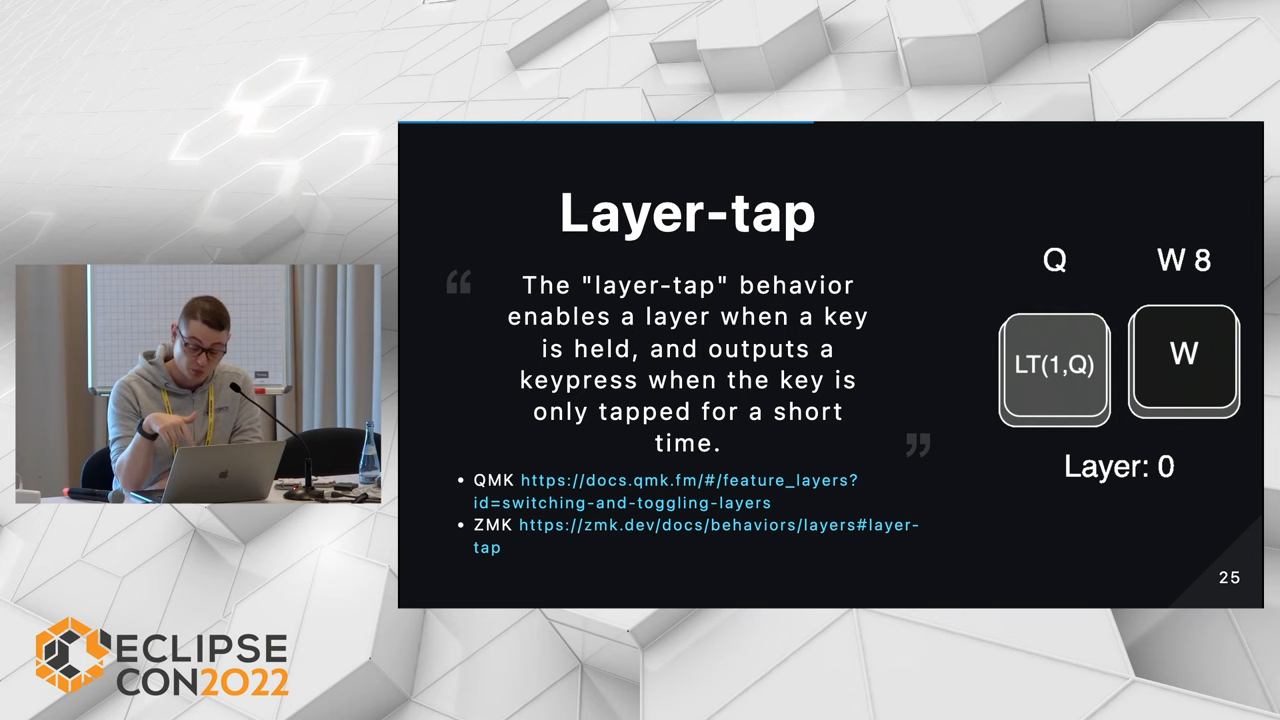 Layer-tap
“
The "layer-tap" behavior
enables a layer when a key
is held, and outputs a
keypress when the key is
only tapped for a short
time.
”
• QMK https://docs.qmk.fm/#/feature_layers?
id=switching-and-toggling-layers
• ZMK https://zmk.dev/docs/behaviors/layers#layer-
tap
Q
W 8
LT(1,Q)
W
Layer: 0
25
ECLIPSE
CON2022